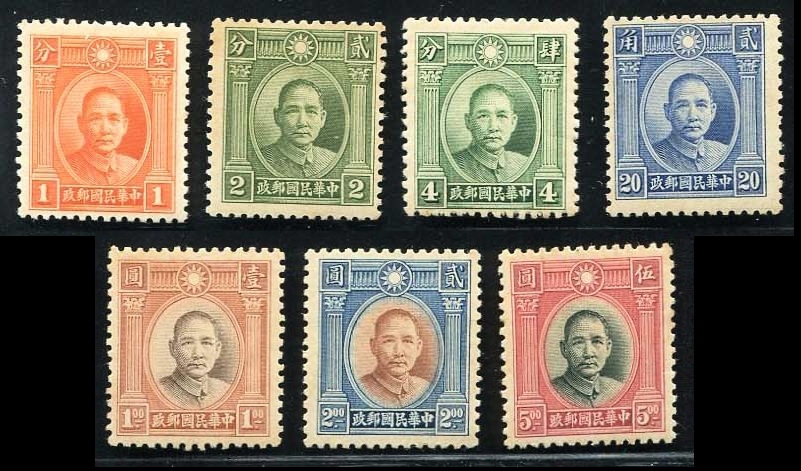 分 壹
政郵國民華中
1 1
分 貳
政郵國民華中
2 2
分 肆
政郵國民華中
4 4
角 貳
政郵國民華中
20 20
圓 壹
政郵國民華中
1.00 1.00
圓 貳
政郵國民華中
2.00 2.00
圓 伍
政郵國民華中
5.00 5.00